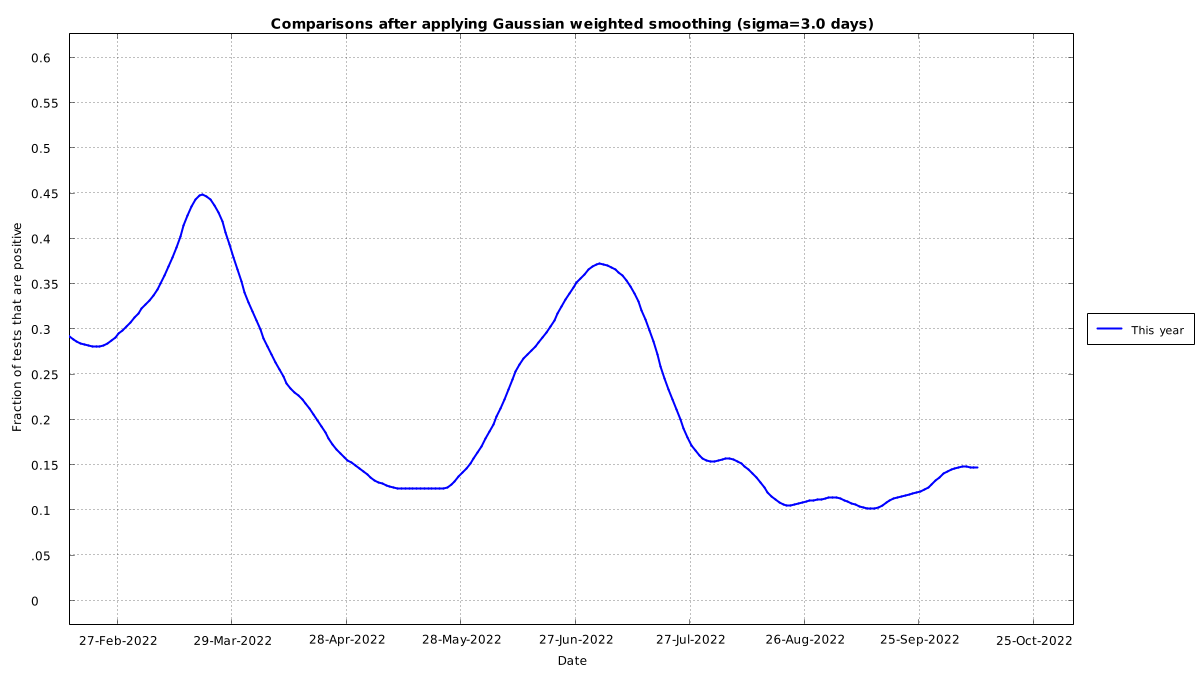 Comparisons after applying Gaussian weighted smoothing (sigma=3.0 days)
0.6
0.55
0.5
0.45
0.4
0.35
0.3
0.25
0.2
0.15
0.1
.05
0
Fraction of tests that are positive
27-Feb-2022 29-Mar-2022 28-Apr-2022 28-May-2022 27-Jun-2022 27-Jul-2022 26-Aug-2022 25-Sep-2022 25-Oct-2022
Date
This year